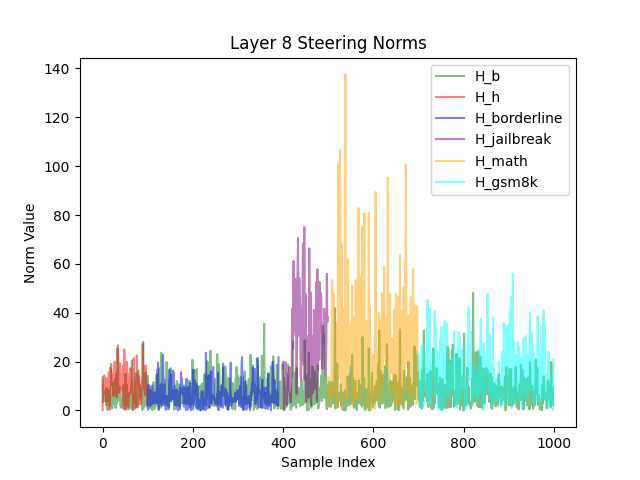 Layer 8 Steering Norms
140
120
100
80
60
40
20
0
Norm Value
H_b
H_h
H_borderline
H_jailbreak
H_math
H_gsm8k
0 200 400 600 800 1000
Sample Index